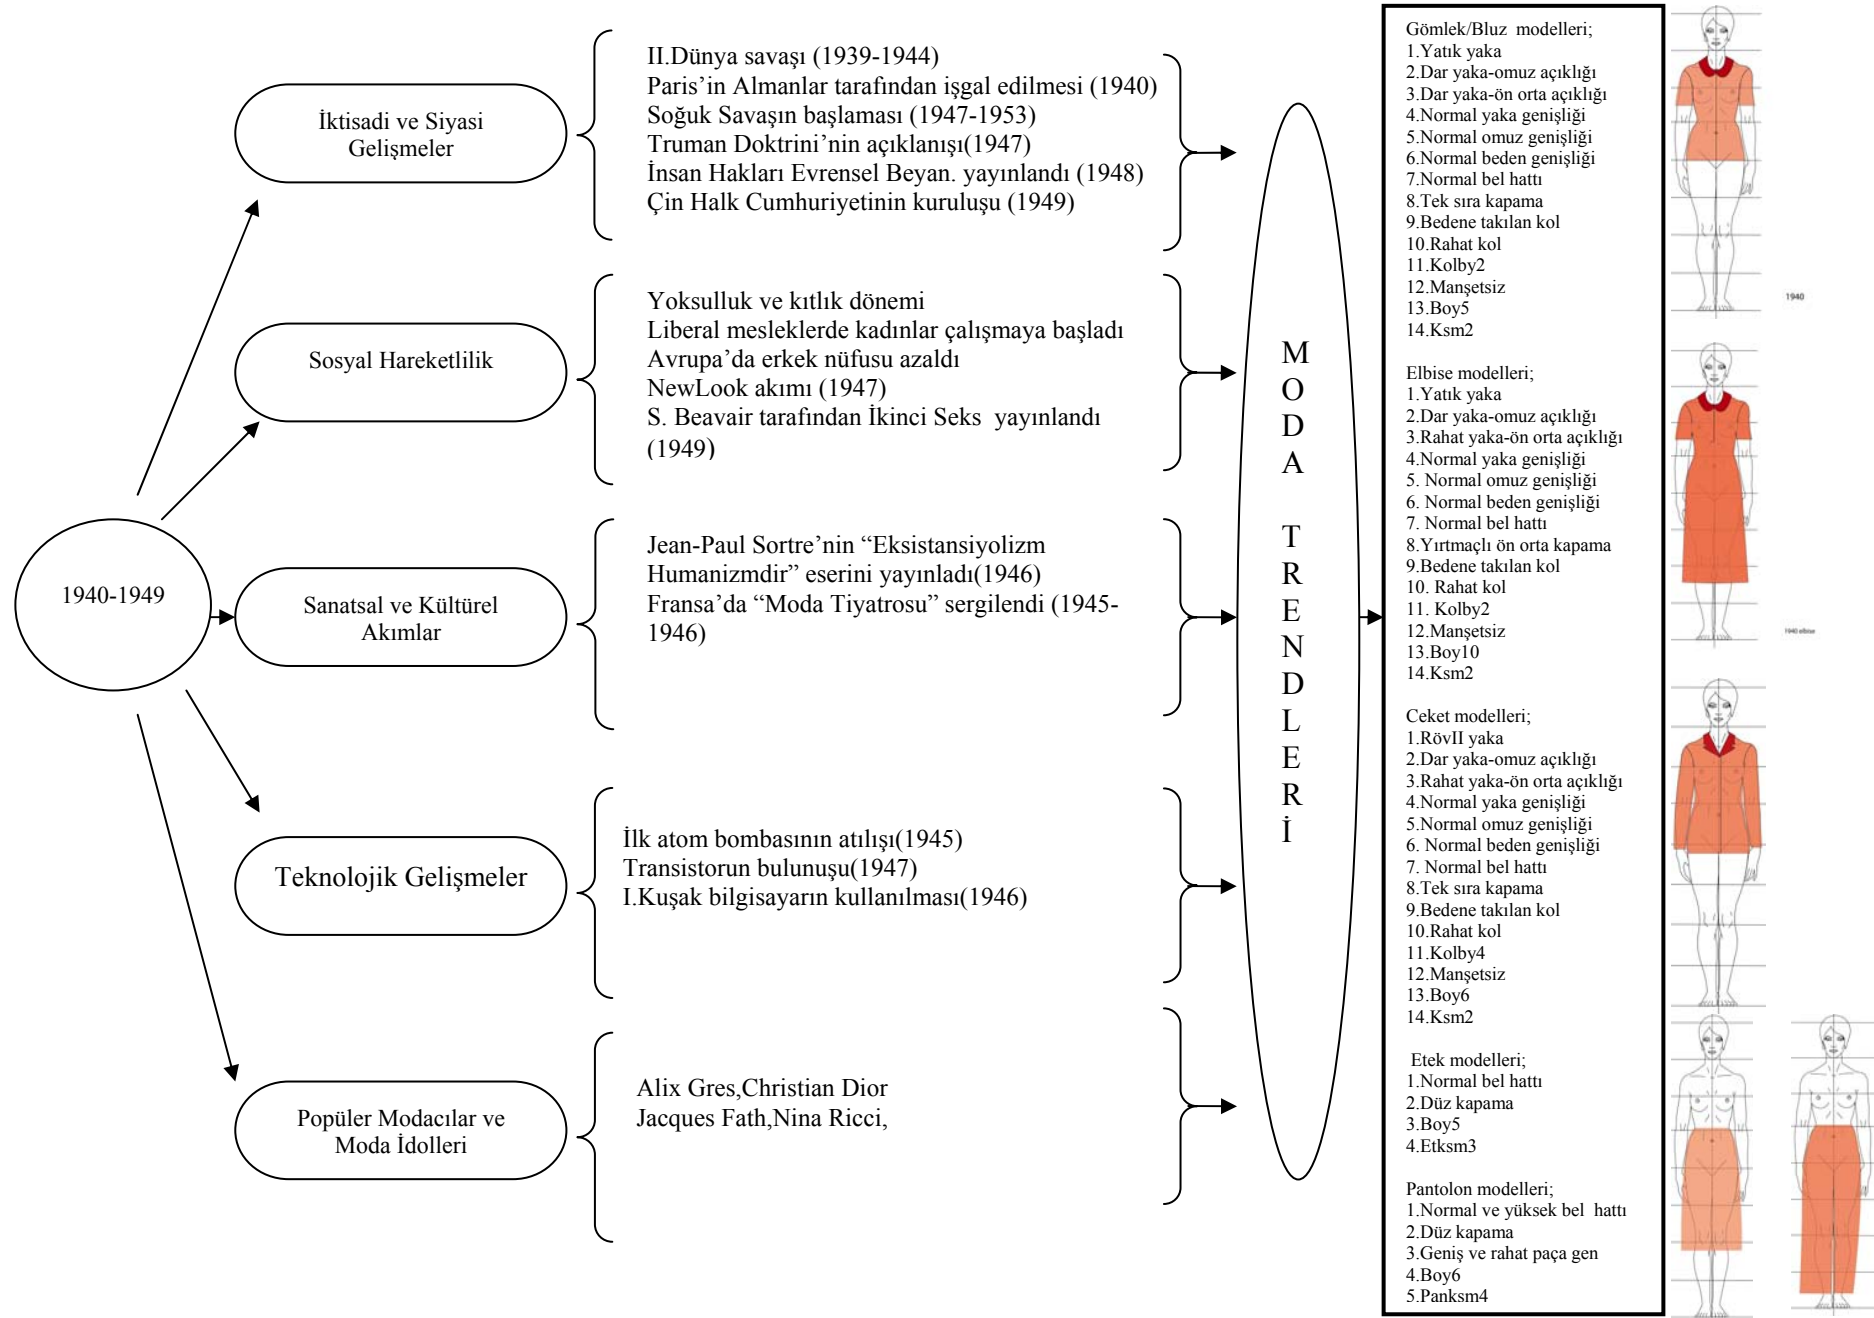 1940-1949
İktisadi ve Siyasi
Gelişmeler
II.Dünya savaşı (1939-1944)
Paris’in Almanlar tarafından işgal edilmesi (1940)
Soğuk Savaşın başlaması (1947-1953)
Truman Doktrini’nin açıklanışı(1947)
İnsan Hakları Evrensel Beyan. yayınlandı (1948)
Çin Halk Cumhuriyetinin kuruluşu (1949)
Sosyal Hareketlilik
Yoksulluk ve kıtlık dönemi
Liberal mesleklerde kadınlar çalışmaya başladı
Avrupa’da erkek nüfusu azaldı
NewLook akımı (1947)
S. Beavair tarafından İkinci Seks  yayınlandı
(1949)
Sanatsal ve Kültürel
Akımlar
Jean-Paul Sortre’nin “Eksistansiyolizm
Humanizmdir” eserini yayınladı(1946)
Fransa’da “Moda Tiyatrosu” sergilendi (1945-
1946)
Teknolojik Gelişmeler
İlk atom bombasının atılışı(1945)
Transistorun bulunuşu(1947)
I.Kuşak bilgisayarın kullanılması(1946)
Popüler Modacılar ve
Moda İdolleri
Alix Gres,Christian Dior
Jacques Fath,Nina Ricci,
M
O
D
A
T
R
E
N
D
L
E
R
İ
Gömlek/Bluz  modelleri;
1.Yatık yaka
2.Dar yaka-omuz açıklığı
3.Dar yaka-ön orta açıklığı
4.Normal yaka genişliği
5.Normal omuz genişliği
6.Normal beden genişliği
7.Normal bel hattı
8.Tek sıra kapama
9.Bedene takılan kol
10.Rahat kol
11.Kolby2
12.Manşetsiz
13.Boy5
14.Ksm2
Elbise modelleri;
1.Yatık yaka
2.Dar yaka-omuz açıklığı
3.Rahat yaka-ön orta açıklığı
4.Normal yaka genişliği
5. Normal omuz genişliği
6. Normal beden genişliği
7. Normal bel hattı
8.Yırtmaçlı ön orta kapama
9.Bedene takılan kol
10. Rahat kol
11. Kolby2
12.Manşetsiz
13.Boy10
14.Ksm2
Ceket modelleri;
1.RövII yaka
2.Dar yaka-omuz açıklığı
3.Rahat yaka-ön orta açıklığı
4.Normal yaka genişliği
5.Normal omuz genişliği
6. Normal beden genişliği
7. Normal bel hattı
8.Tek sıra kapama
9.Bedene takılan kol
10.Rahat kol
11.Kolby4
12.Manşetsiz
13.Boy6
14.Ksm2
Etek modelleri;
1.Normal bel hattı
2.Düz kapama
3.Boy5
4.Etksm3
Pantolon modelleri;
1.Normal ve yüksek bel  hattı
2.Düz kapama
3.Geniş ve rahat paça gen
4.Boy6
5.Panksm4
1940
1940 elbise